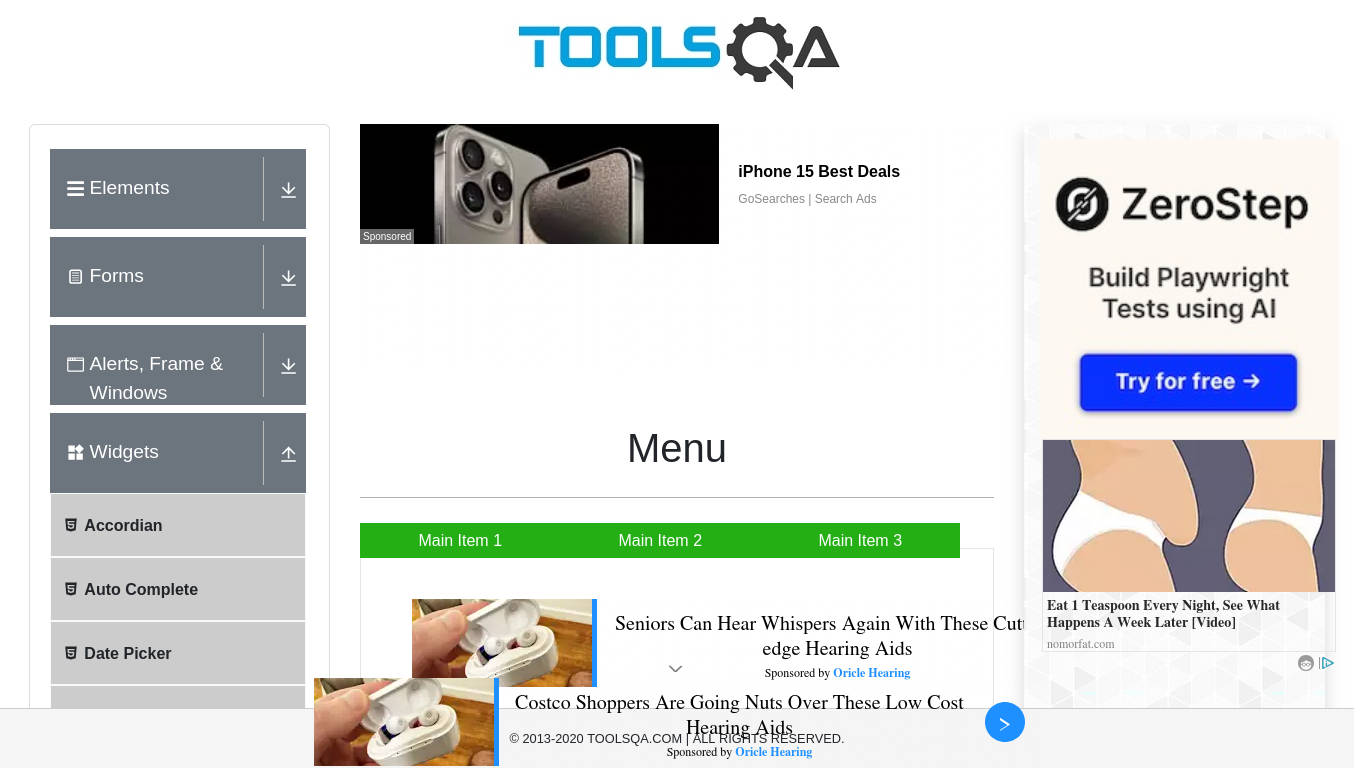 TOOLSQA
Elements
Forms
Alerts, Frame &
Windows
Widgets
Accordian
Auto Complete
Date Picker
Sponsored
iPhone 15 Best Deals
GoSearches | Search Ads
Menu
Main Item 1
Main Item 2
Main Item 3
Seniors Can Hear Whispers Again With These
edge Hearing Aids
Sponsored by Oricle Hearing
Costco Shoppers Are Going Nuts Over These Low Cost
Hearing Aids
Sponsored by Oricle Hearing
© 2013-2020 TOOLSQA.COM | ALL RIGHTS RESERVED.
ZeroStep
Build Playwright
Tests using AI
Try for free →
Eat 1 Teaspoon Every Night, See What
Happens A Week Later [Video]
nomorfat.com